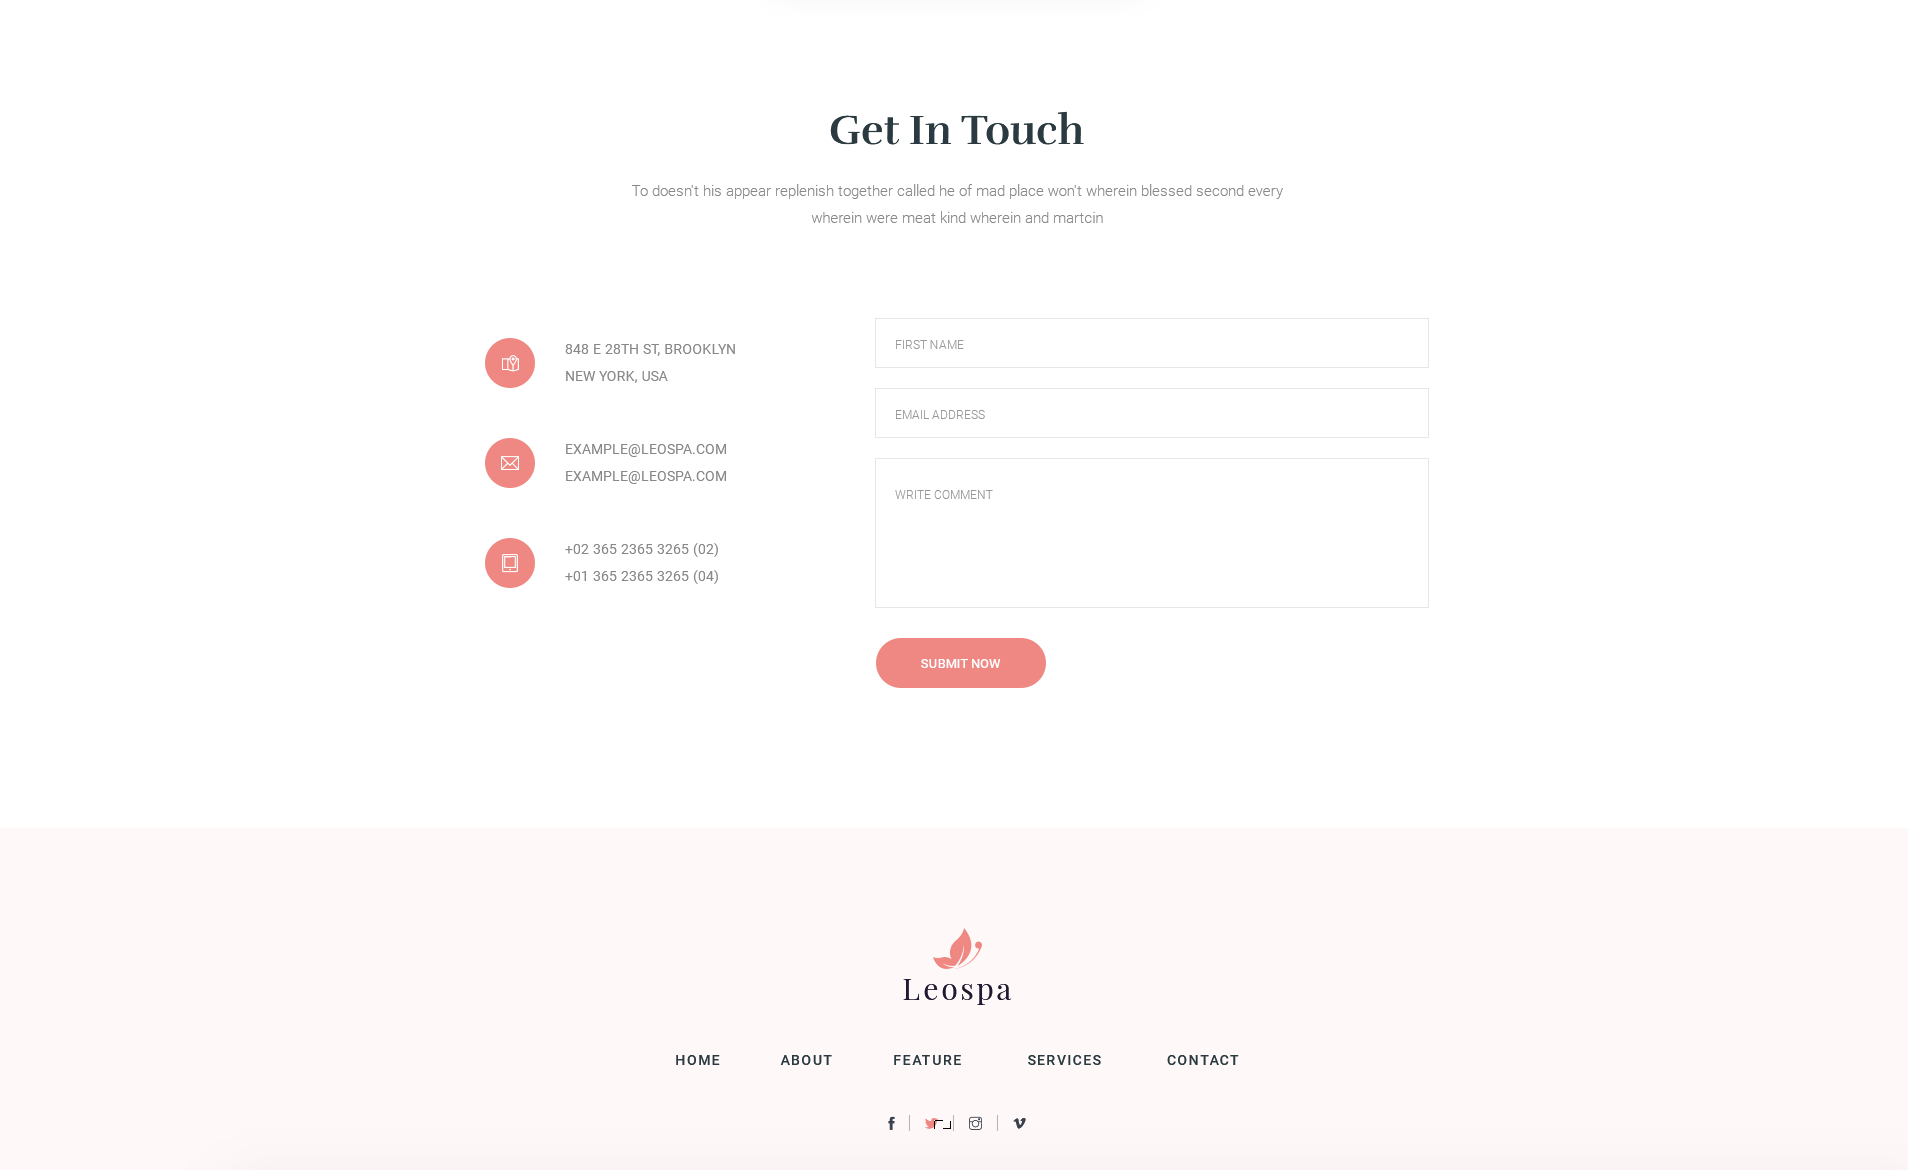 Get In Touch
To doesn't his appear replenish together called he of mad place won't wherein blessed second every
wherein were meat kind wherein and martcin
848 E 28TH ST, BROOKLYN
NEW YORK, USA
EXAMPLE@LEOSPA.COM
EXAMPLE@LEOSPA.COM
+02 365 2365 3265 (02)
+01 365 2365 3265 (04)
FIRST NAME
EMAIL ADDRESS
WRITE COMMENT
SUBMIT NOW
Leospa
HOME ABOUT FEATURE SERVICES CONTACT